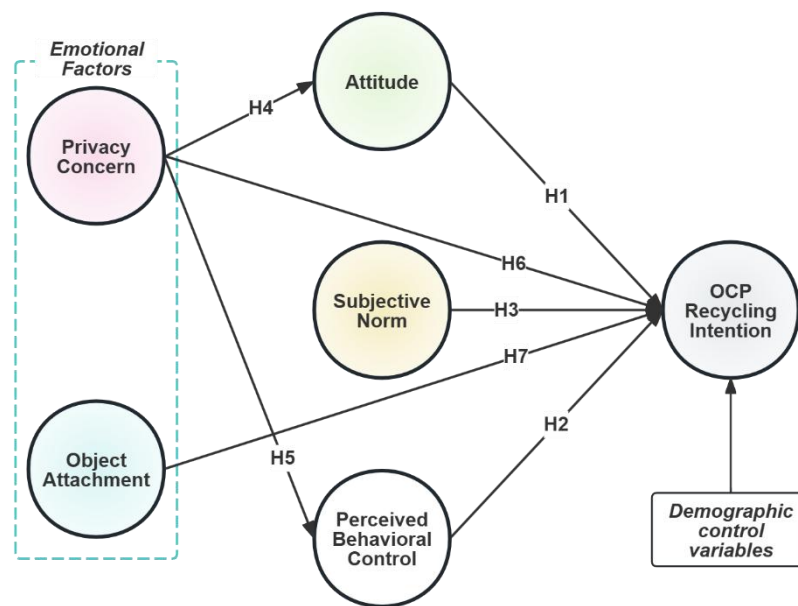 Emotional
Factors
Privacy
Concern
Attitude
H4
H1
H6
Subjective
Norm
H3
OCP
Recycling
Intention
H7
H2
Object
Attachment
H5
Perceived
Behavioral
Control
Demographic
control
variables